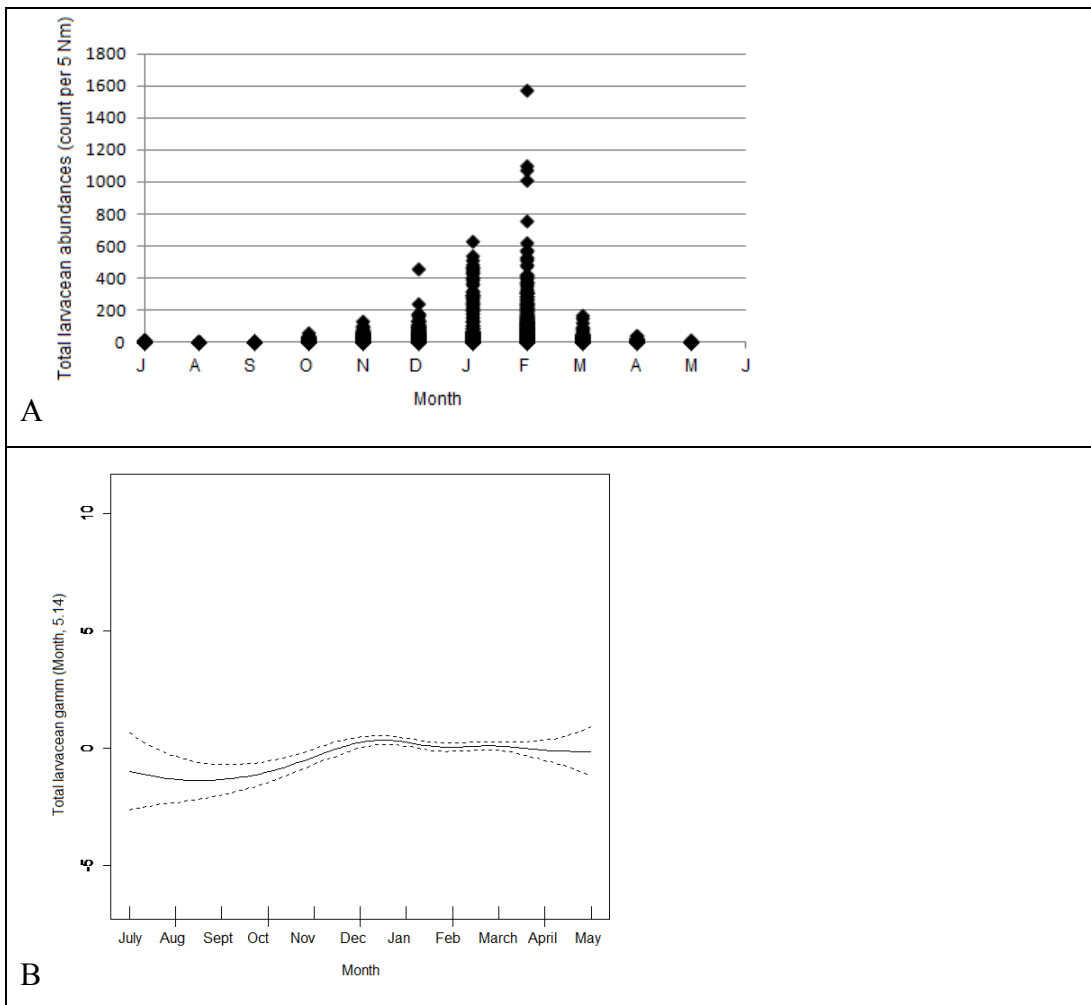 Total larvacean abundances (count per 5 Nm)
1800
1600
1400
1200
1000
800
600
400
200
0
J A S O N D J F M A M J
Month
A
Total larvacean gamm (Month, 5.14)
10
5
0
-5
July Aug Sept Oct Nov Dec Jan Feb March April May
Month
B